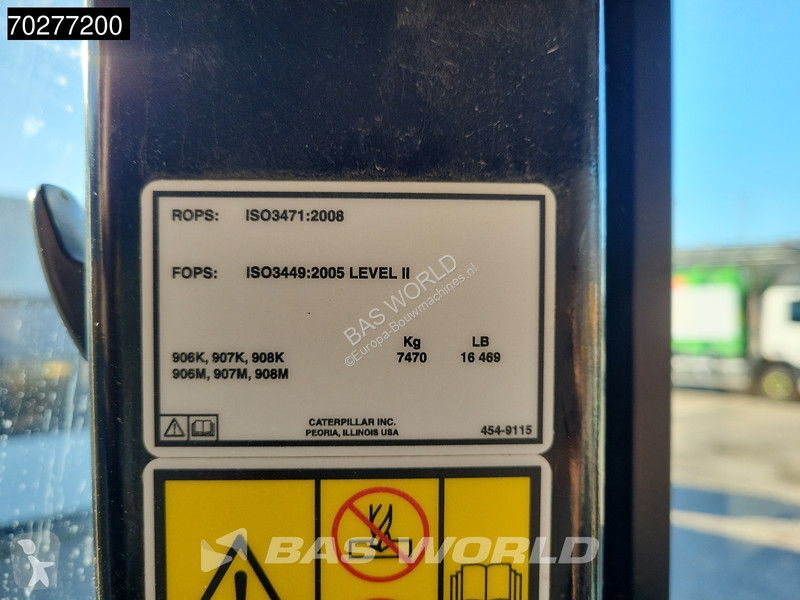 70277200
ROPS: ISO3471:2008
FOPS: ISO3449:2005 LEVEL II
BAS WORLD
©Europa-Bouwmachines.nl
Kg LB
906K, 907K, 908K 7470 16 469
906M, 907M, 908M
CATERPILLAR INC.
PEORIA, ILLINOIS USA
454-9115
BAS WORLD